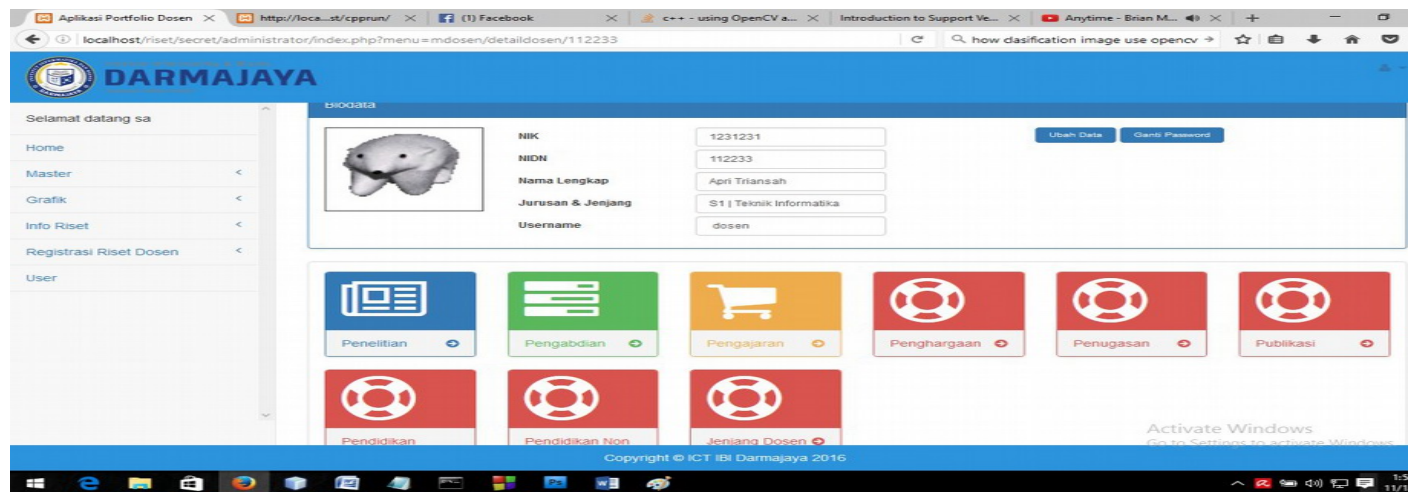 Aplikasi Portfolio Dosen
http://loca...st/cpprun/
(1) Facebook
c++ - using OpenCV a...
Introduction to Support Ve...
Anytime - Brian M...
localhost/riset/secret/administrator/index.php?menu=mdosen/detaildosen/112233
how clasification image use opencv
DARMAJAYA
Selamat datang sa
Home
Master
Grafik
Info Riset
Registrasi Riset Dosen
User
Biodata
NIK 1231231
NIDN 112233
Nama Lengkap Apri Triansah
Jurusan & Jenjang S1 | Teknik Informatika
Username dosen
Ubah Data Ganti Password
Penelitian
Pengabdian
Pengajaran
Penghargaan
Penugasan
Publikasi
Pendidikan
Pendidikan Non
Jenjang Dosen
Activate Windows
Go to Settings to activate Windows
Copyright © ICT IBI Darmajaya 2016
1:5
11/1